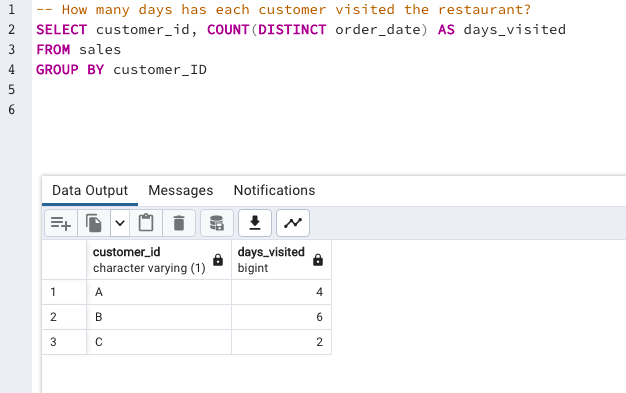 1 -- How many days has each customer visited the restaurant?
2 SELECT customer_id, COUNT(DISTINCT order_date) AS days_visited
3 FROM sales
4 GROUP BY customer_ID
5
6
Data Output Messages Notifications
customer_id days_visited
character varying (1) bigint
1 A 4
2 B 6
3 C 2